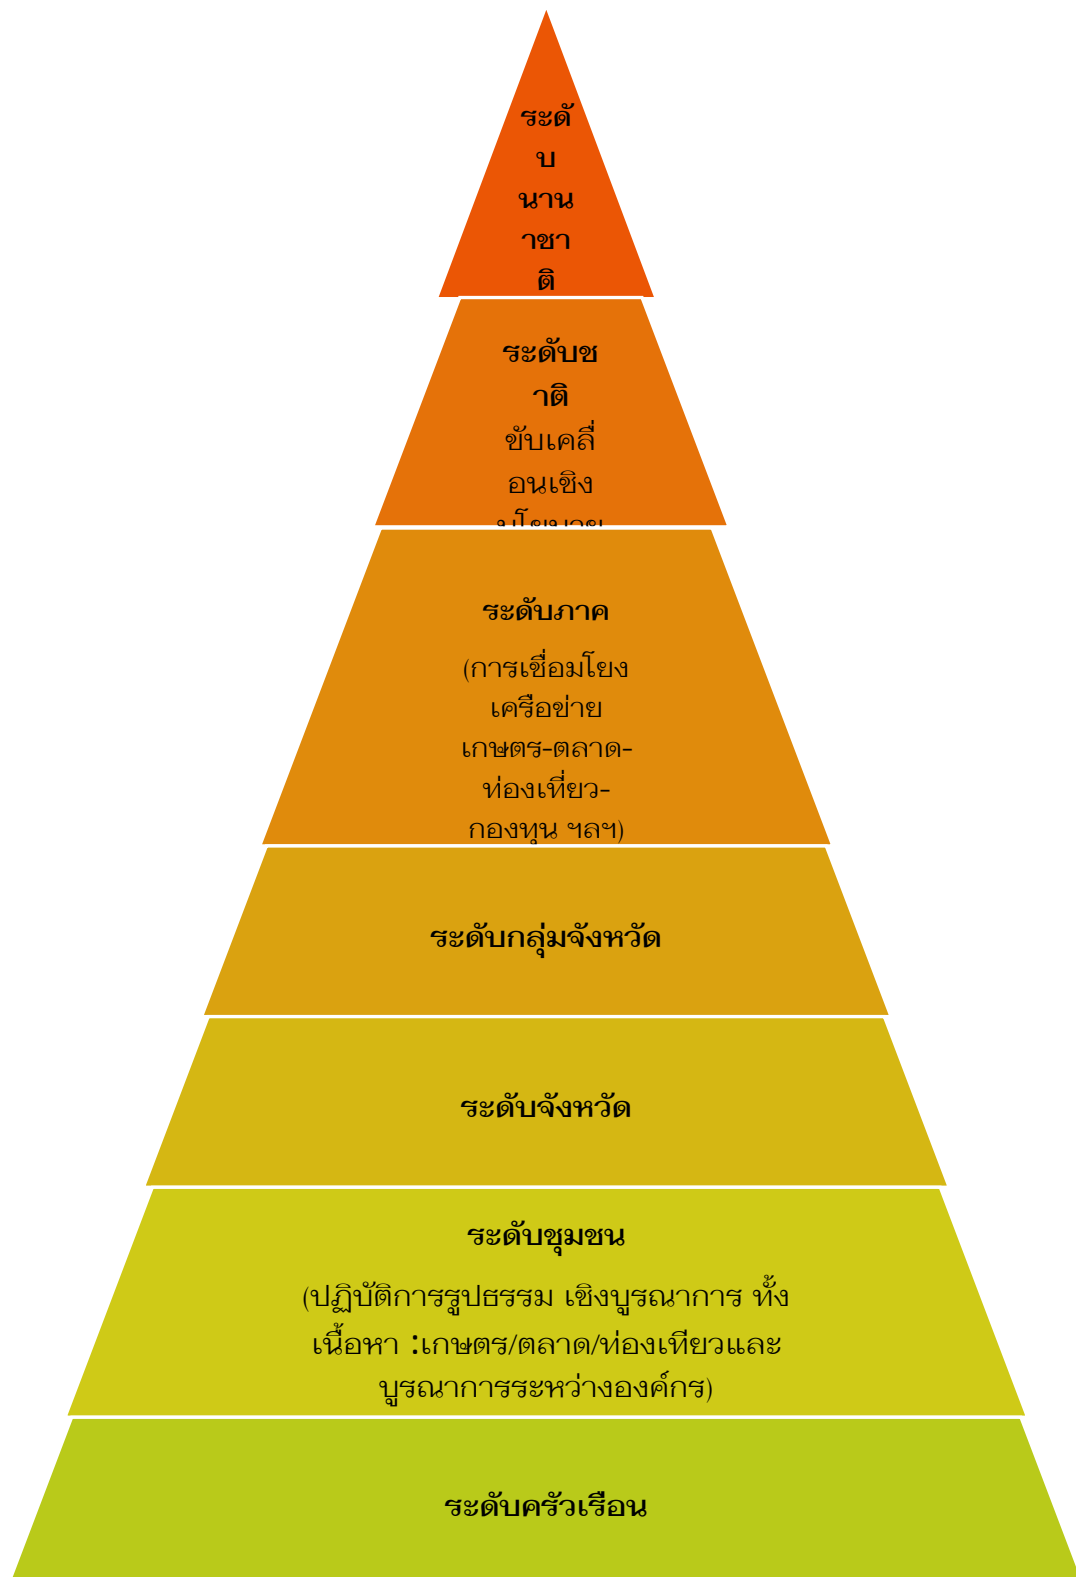 ระดั
บ
นาน
าชา
ติ
ระดับช
าติ
ขับเคลื่
อนเชิง
นโยบาย
ระดับภาค
(การเชื่อมโยง
เครือข่าย
เกษตร-ตลาด-
ท่องเที่ยว-
กองทุน ฯลฯ)
ระดับกลุ่มจังหวัด
ระดับจังหวัด
ระดับชุมชน
(ปฏิบัติการรูปธรรม เชิงบูรณาการ ทั้ง
เนื้อหา :เกษตร/ตลาด/ท่องเทียวและ
บูรณาการระหว่างองค์กร)
ระดับครัวเรือน